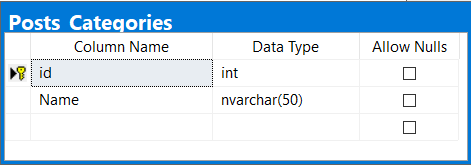 Posts_Categories
Column Name Data Type Allow Nulls
id int
Name nvarchar(50)